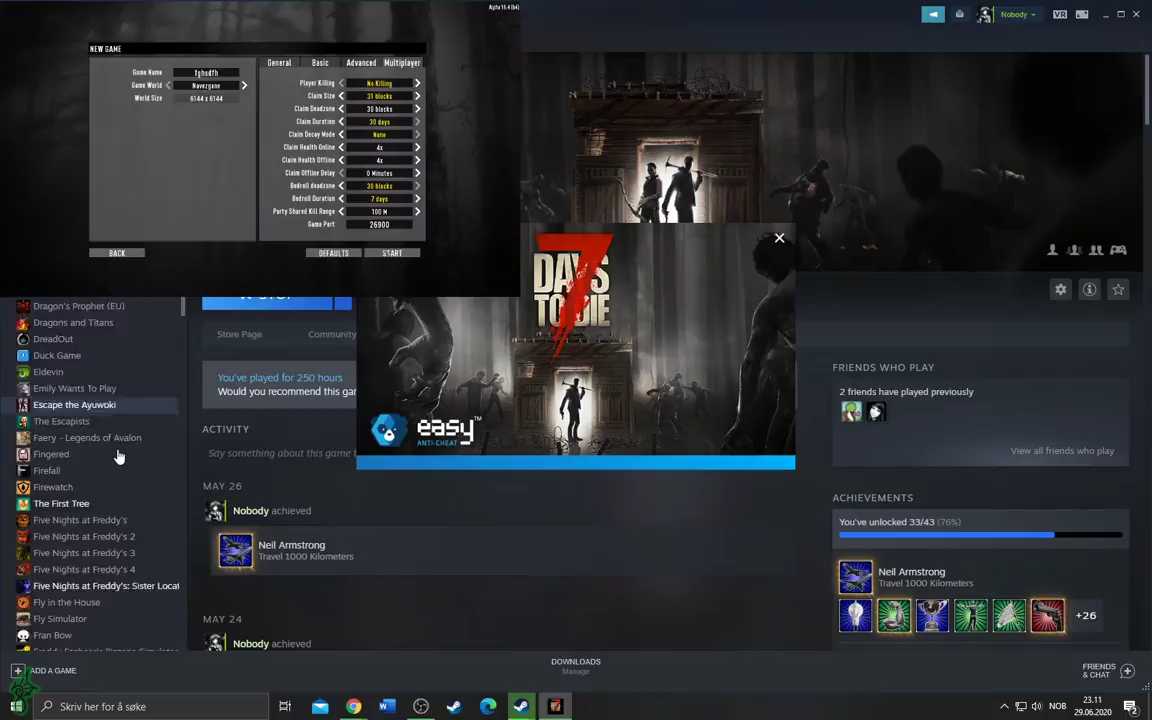 Alpha 18.4 (b4)
Nobody
VR
NEW GAME
Game Name fghsdfh
Game World Navezgane
World Size 6144 x 6144
General Basic Advanced Multiplayer
Player Killing No Killing
Claim Size 31 blocks
Claim Deadzone 30 blocks
Claim Duration 30 days
Claim Decay Mode None
Claim Health Online 4x
Claim Health Offline 4x
Claim Offline Delay 0 Minutes
Bedroll deadzone 30 blocks
Bedroll Duration 7 days
Party Shared Kill Range 100 M
Game Port 26900
BACK
DEFAULTS
START
7 DAYS TO DIE
easy™
ANTI-CHEAT
Dragon's Prophet (EU)
Dragons and Titans
DreadOut
Duck Game
Eldevin
Emily Wants To Play
Escape the Ayuwoki
The Escapists
Faery - Legends of Avalon
Fingered
Firefall
Firewatch
The First Tree
Five Nights at Freddy's
Five Nights at Freddy's 2
Five Nights at Freddy's 3
Five Nights at Freddy's 4
Five Nights at Freddy's: Sister Locat
Fly in the House
Fly Simulator
Fran Bow
ADD A GAME
Store Page
Community
You've played for 250 hours
Would you recommend this gam
ACTIVITY
Say something about this game t
MAY 26
Nobody achieved
Neil Armstrong
Travel 1000 Kilometers
MAY 24
Nobody achieved
FRIENDS WHO PLAY
2 friends have played previously
View all friends who play
ACHIEVEMENTS
You've unlocked 33/43 (76%)
Neil Armstrong
Travel 1000 Kilometers
+26
DOWNLOADS
Manage
FRIENDS
& CHAT
Skriv her for å søke
NOB
23.11
29.06.2020
2